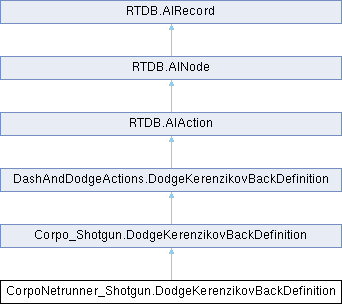 RTDB.AIRecord
RTDB.AINode
RTDB.AIAction
DashAndDodgeActions.DodgeKerenzikovBackDefinition
Corpo_Shotgun.DodgeKerenzikovBackDefinition
CorpoNetrunner_Shotgun.DodgeKerenzikovBackDefinition